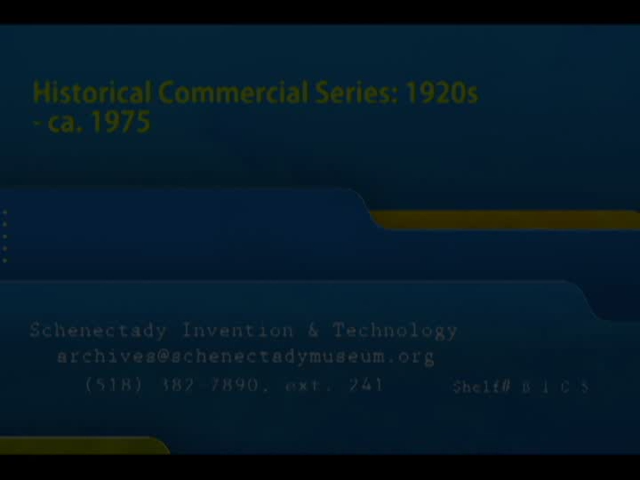 Historical Commercial Series: 1920s
- ca. 1975
Schenectady Invention & Technology
archives@schenectadymuseum.org
(518) 382-7890, ext. 241
Shelf#